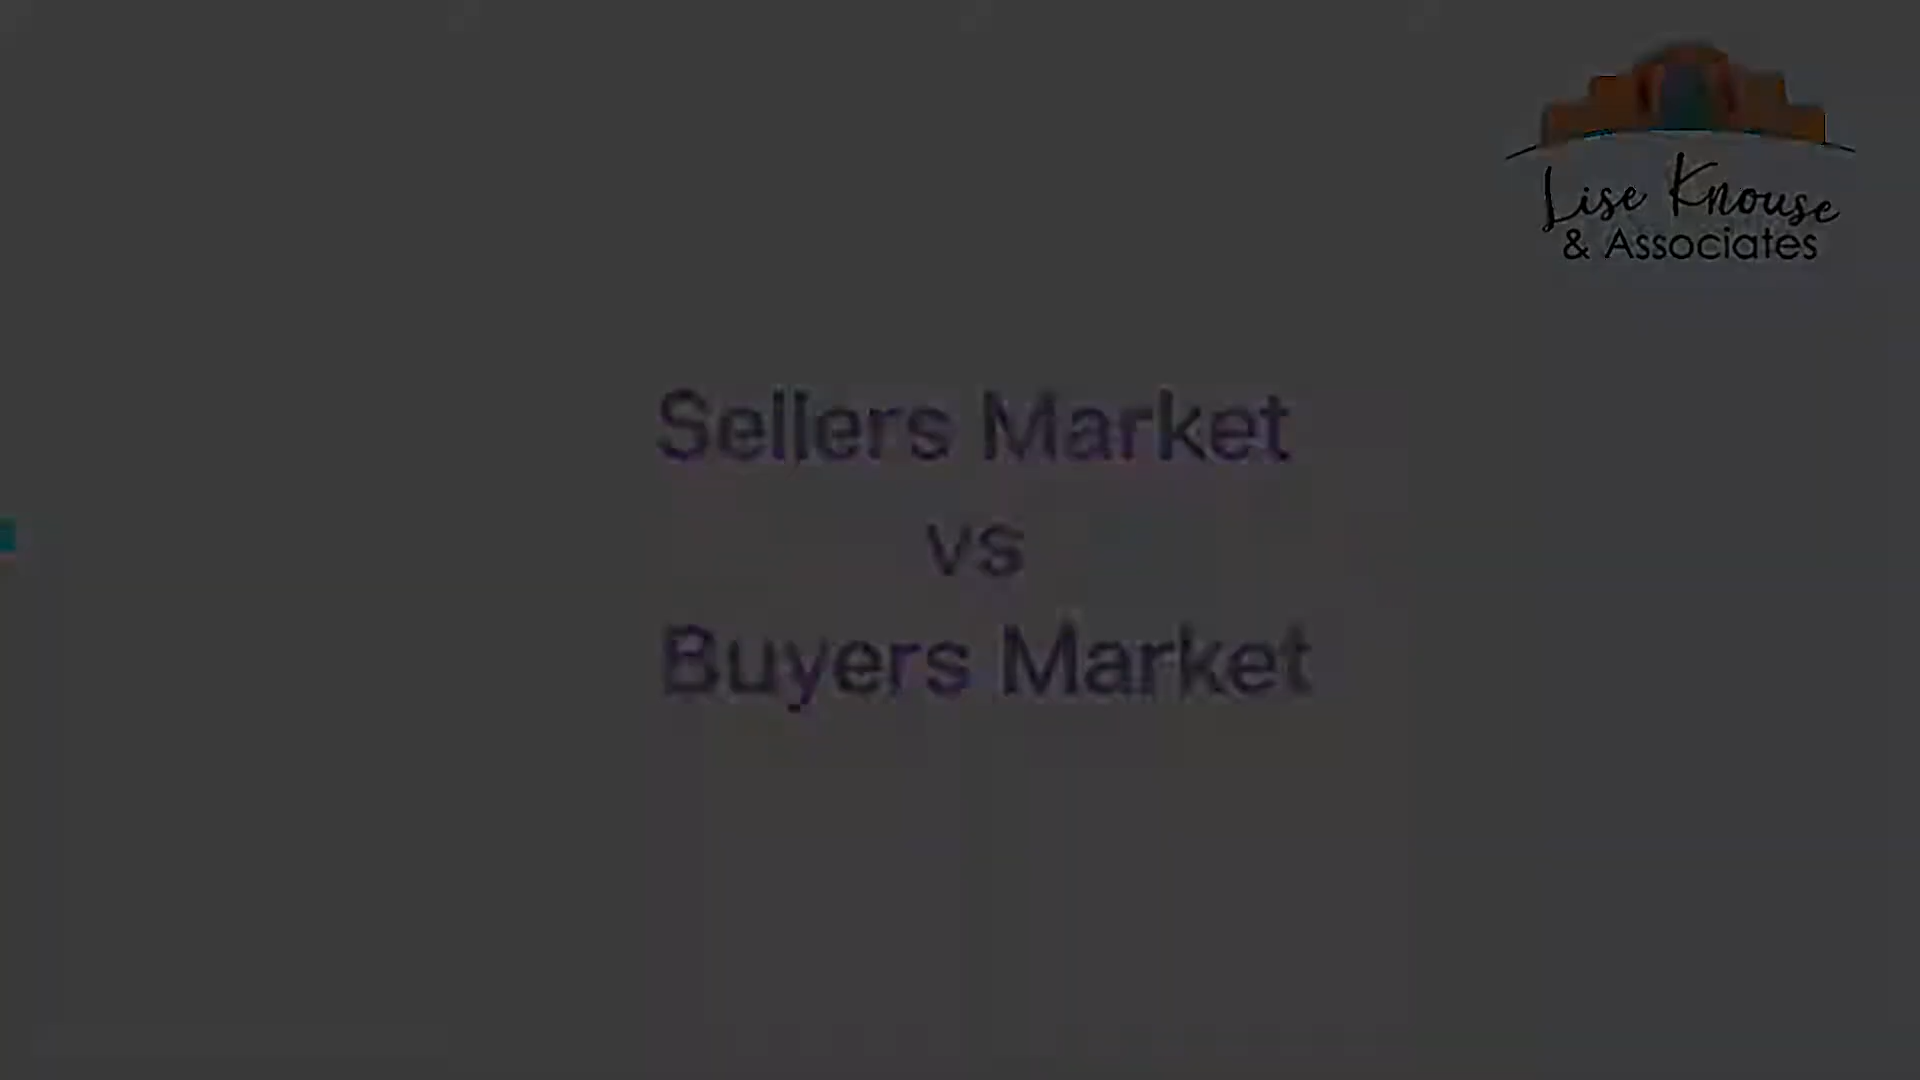 Lise Knouse
& Associates
Sellers Market
vs
Buyers Market